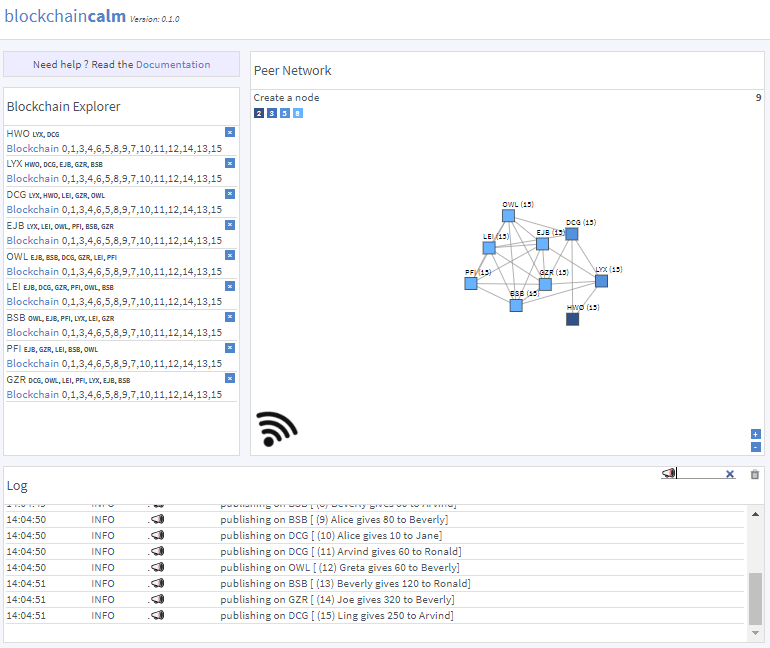 blockchaincalm Version: 0.1.0
Need help ? Read the Documentation
Blockchain Explorer
HWO LYX, DCG
Blockchain 0,1,3,4,6,5,8,9,7,10,11,12,14,13,15
LYX HWO, DCG, EJB, GZR, BSB
Blockchain 0,1,3,4,6,5,8,9,7,10,11,12,14,13,15
DCG LYX, HWO, LEI, GZR, OWL
Blockchain 0,1,3,4,6,5,8,9,7,10,11,12,14,13,15
EJB LYX, LEI, OWL, PFI, BSB, GZR
Blockchain 0,1,3,4,6,5,8,9,7,10,11,12,14,13,15
OWL EJB, BSB, DCG, GZR, LEI, PFI
Blockchain 0,1,3,4,6,5,8,9,7,10,11,12,14,13,15
LEI EJB, DCG, GZR, PFI, OWL, BSB
Blockchain 0,1,3,4,6,5,8,9,7,10,11,12,14,13,15
BSB OWL, EJB, PFI, LYX, LEI, GZR
Blockchain 0,1,3,4,6,5,8,9,7,10,11,12,14,13,15
PFI EJB, GZR, LEI, BSB, OWL
Blockchain 0,1,3,4,6,5,8,9,7,10,11,12,14,13,15
GZR DCG, OWL, LEI, PFI, LYX, EJB, BSB
Blockchain 0,1,3,4,6,5,8,9,7,10,11,12,14,13,15
Peer Network
Create a node 9
2 3 5 8
OWL (15)
DCG (15)
EJB (15)
LEI (15)
LYX (15)
PFI (15)
GZR (15)
BSB (15)
HWO (15)
+
-
Log
14:04:50 INFO publishing on BSB [ (9) Alice gives 80 to Beverly]
14:04:50 INFO publishing on DCG [ (10) Alice gives 10 to Jane]
14:04:50 INFO publishing on DCG [ (11) Arvind gives 60 to Ronald]
14:04:50 INFO publishing on OWL [ (12) Greta gives 60 to Beverly]
14:04:51 INFO publishing on BSB [ (13) Beverly gives 120 to Ronald]
14:04:51 INFO publishing on GZR [ (14) Joe gives 320 to Beverly]
14:04:51 INFO publishing on DCG [ (15) Ling gives 250 to Arvind]